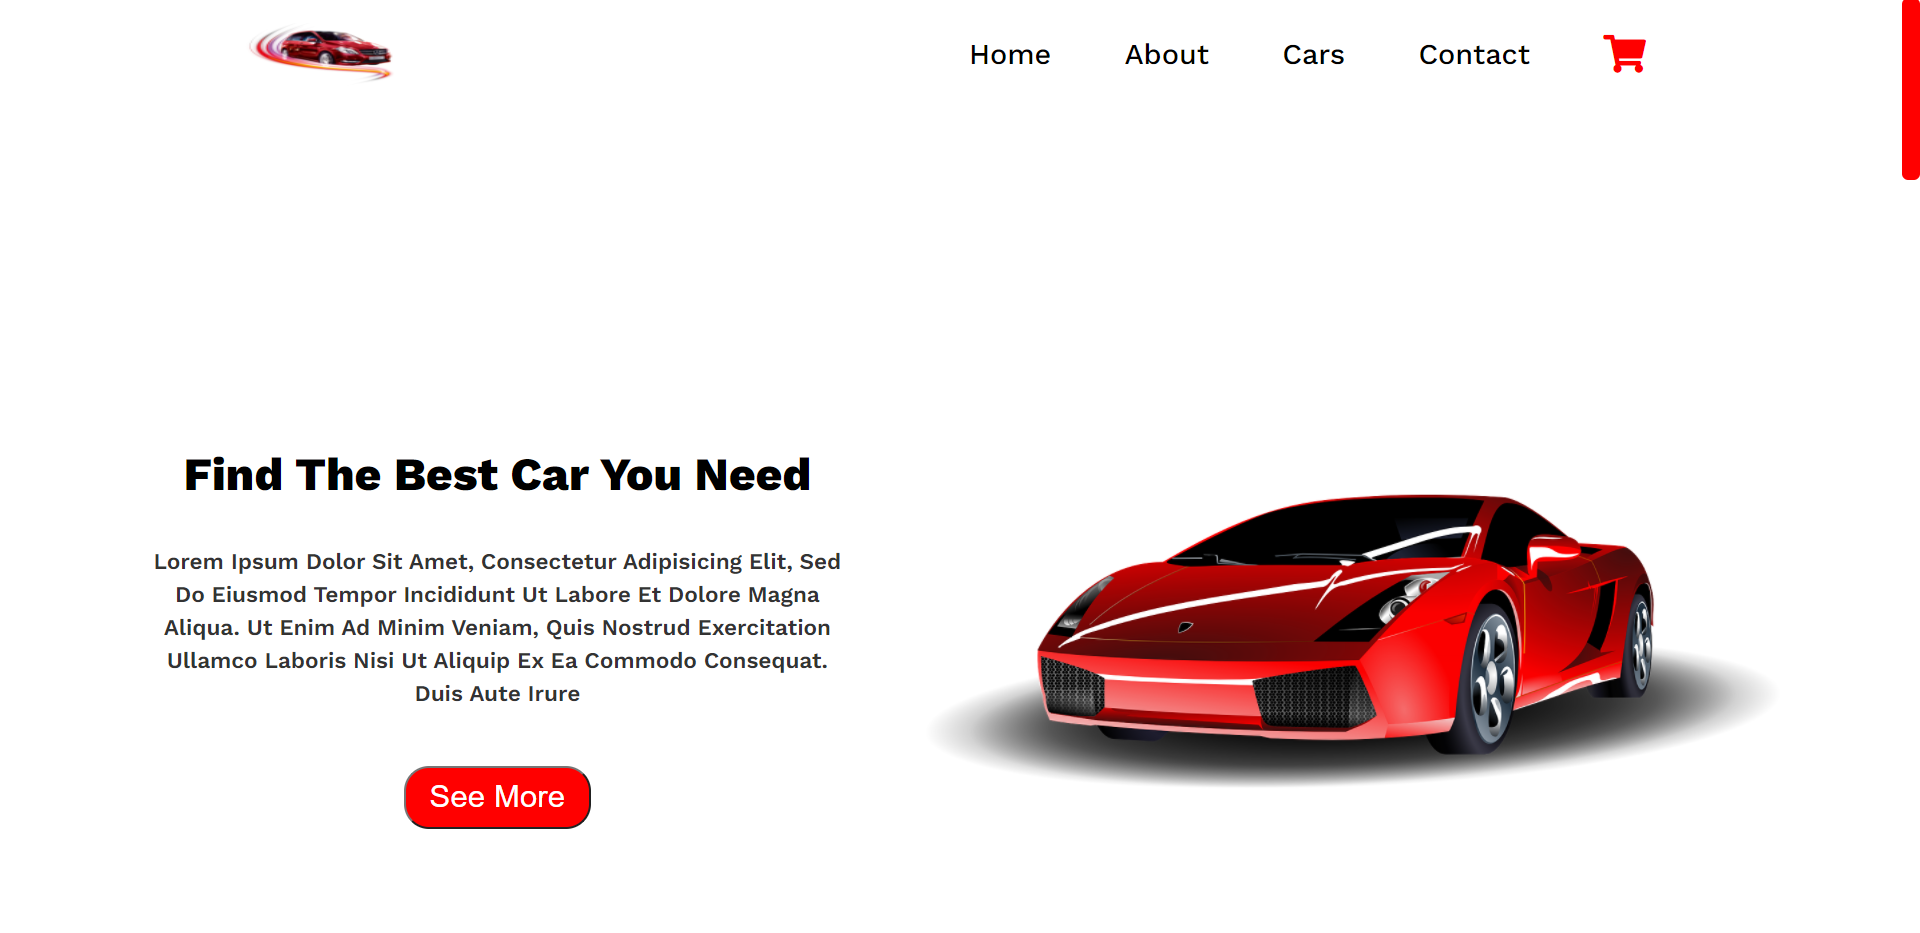 Home About Cars Contact
Find The Best Car You Need
Lorem Ipsum Dolor Sit Amet, Consectetur Adipisicing Elit, Sed
Do Eiusmod Tempor Incididunt Ut Labore Et Dolore Magna
Aliqua. Ut Enim Ad Minim Veniam, Quis Nostrud Exercitation
Ullamco Laboris Nisi Ut Aliquip Ex Ea Commodo Consequat.
Duis Aute Irure
See More